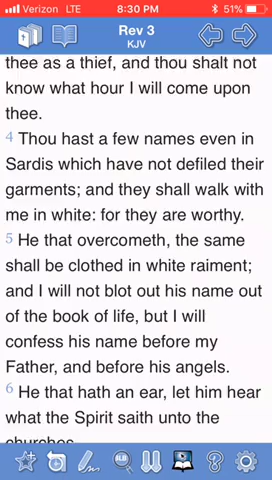 Verizon LTE 8:30 PM 51%
Rev 3
KJV
thee as a thief, and thou shalt not
know what hour I will come upon
thee.
4 Thou hast a few names even in
Sardis which have not defiled their
garments; and they shall walk with
me in white: for they are worthy.
5 He that overcometh, the same
shall be clothed in white raiment;
and I will not blot out his name out
of the book of life, but I will
confess his name before my
Father, and before his angels.
6 He that hath an ear, let him hear
what the Spirit saith unto the
churches.
ALB